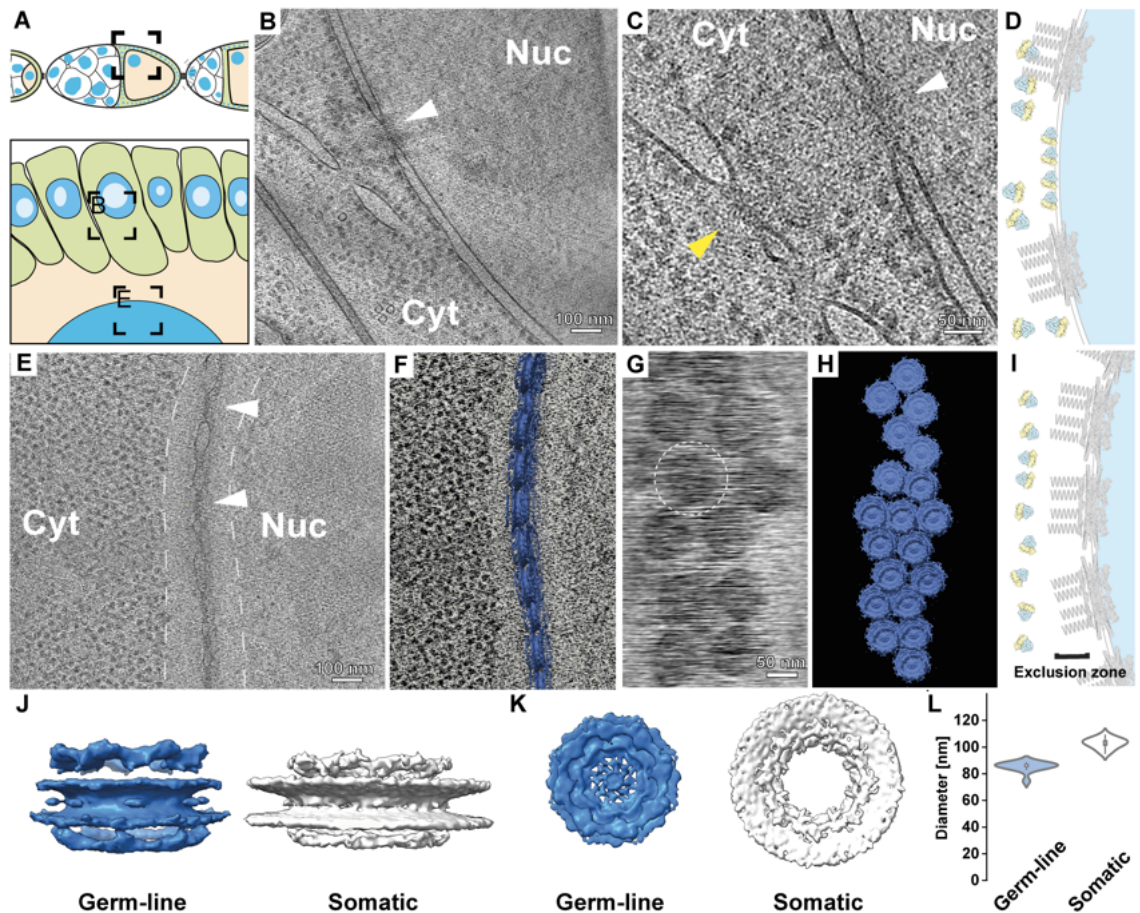 A
B
Nuc
Cyt
100 nm
C
Cyt
Nuc
50 nm
D
B
E
E
Cyt
Nuc
100 nm
F
G
50 nm
H
I
Exclusion zone
J
Germ-line
Somatic
K
Germ-line
Somatic
L
Diameter [nm]
120
100
80
60
40
20
0
Germ-line
Somatic